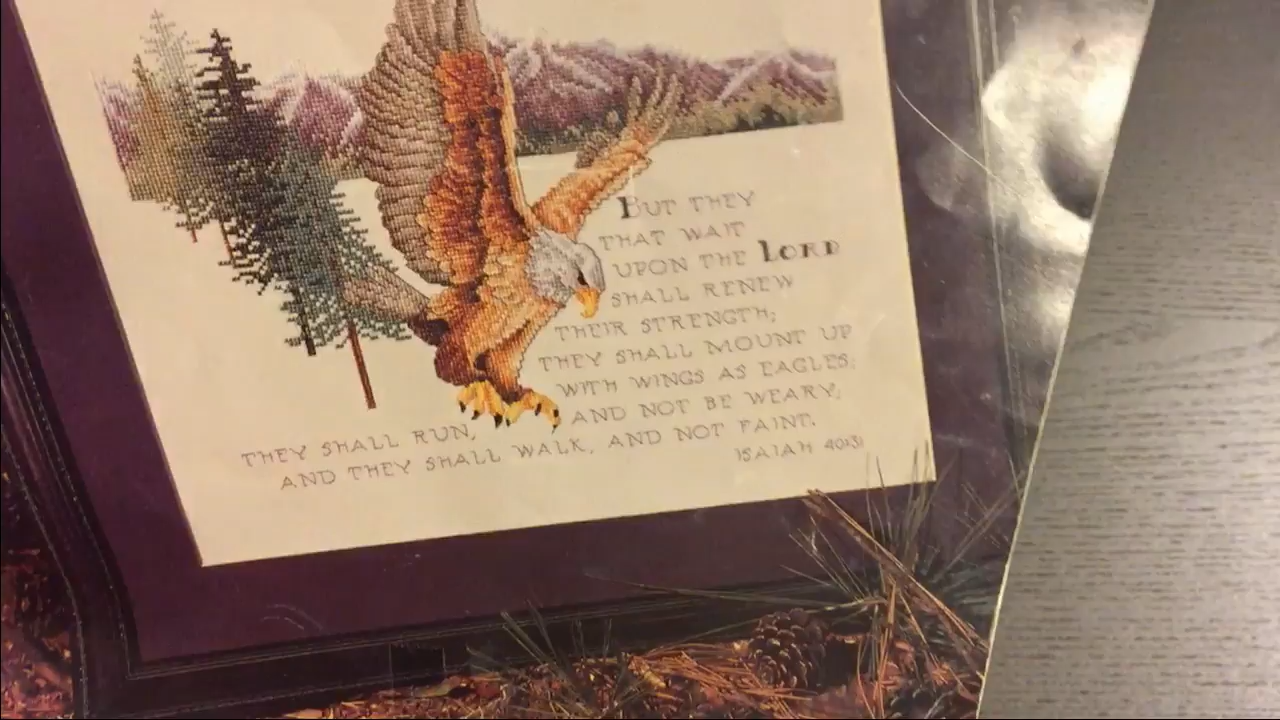 BUT THEY
THAT WAIT
UPON THE LORD
SHALL RENEW
THEIR STRENGTH;
THEY SHALL MOUNT UP
WITH WINGS AS EAGLES;
AND NOT BE WEARY,
THEY SHALL RUN,
AND THEY SHALL WALK, AND NOT FAINT.
ISAIAH 40:31